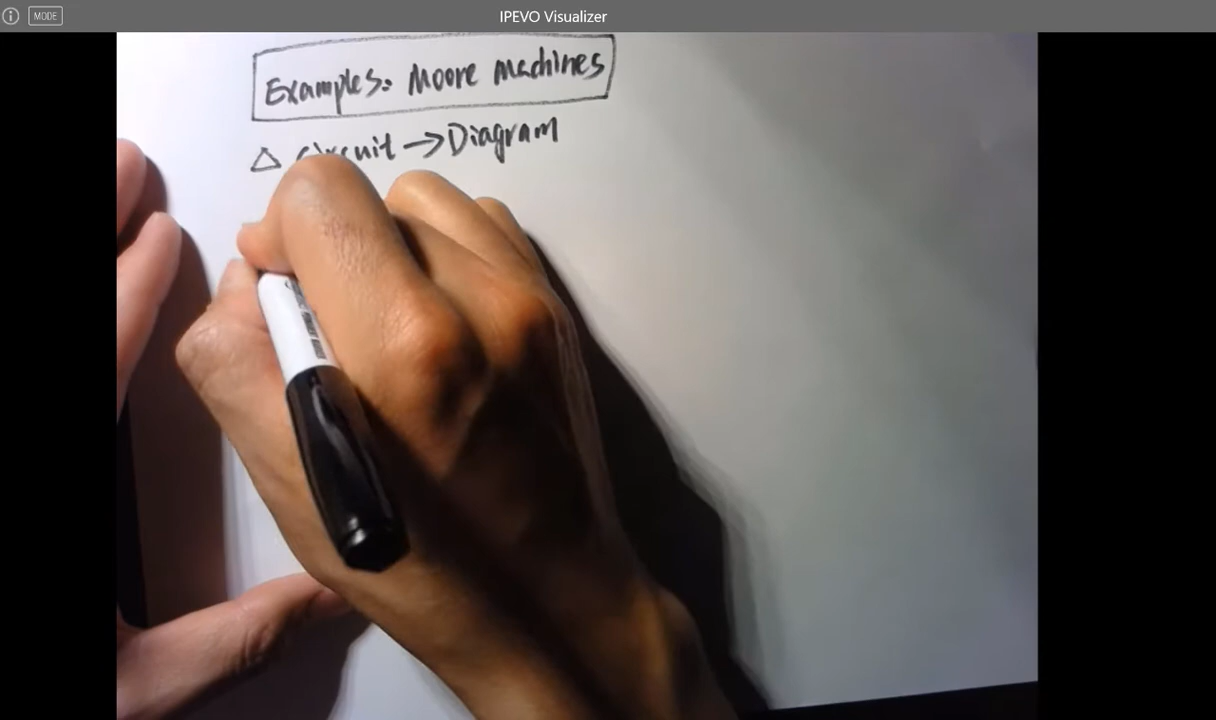 MODE
IPEVO Visualizer
Examples: Moore machines
△ Circuit → Diagram